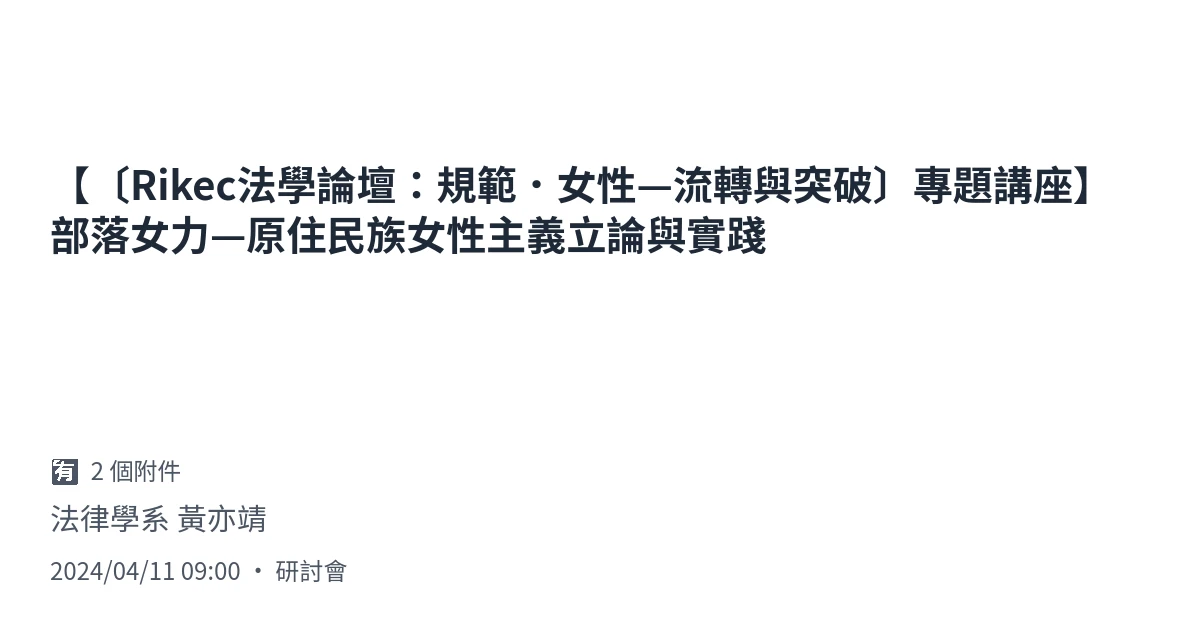 【〔Rikec法學論壇：規範．女性—流轉與突破〕專題講座】
部落女力—原住民族女性主義立論與實踐
🈶 2 個附件
法律學系 黃亦靖
2024/04/11 09:00 ・ 研討會